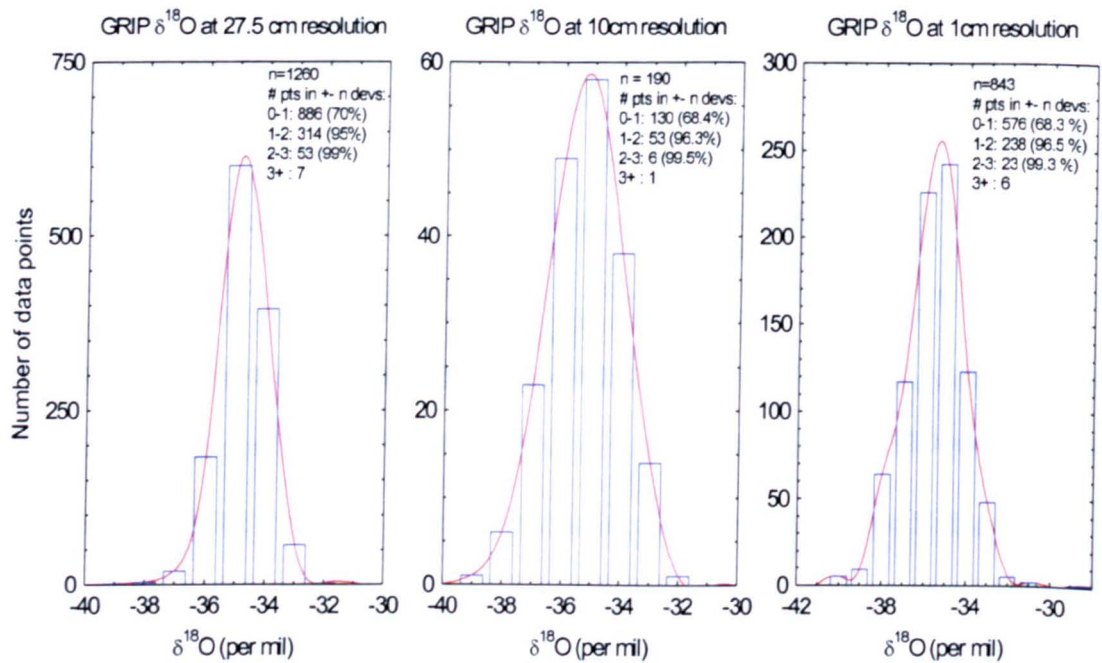 GRIP δ¹⁸O at 27.5 cm resolution
GRIP δ¹⁸O at 10cm resolution
GRIP δ¹⁸O at 1cm resolution
Number of data points
750
500
250
0
n=1260
# pts in +- n devs:
0-1: 886 (70%)
1-2: 314 (95%)
2-3: 53 (99%)
3+ : 7
-40 -38 -36 -34 -32 -30
δ¹⁸O (per mil)
60
40
20
0
n = 190
# pts in +- n devs:
0-1: 130 (68.4%)
1-2: 53 (96.3%)
2-3: 6 (99.5%)
3+ : 1
-40 -38 -36 -34 -32 -30
δ¹⁸O (per mil)
300
250
200
150
100
50
0
n=843
# pts in +- n devs:
0-1: 576 (68.3 %)
1-2: 238 (96.5 %)
2-3: 23 (99.3 %)
3+ : 6
-42 -38 -34 -30
δ¹⁸O (per mil)